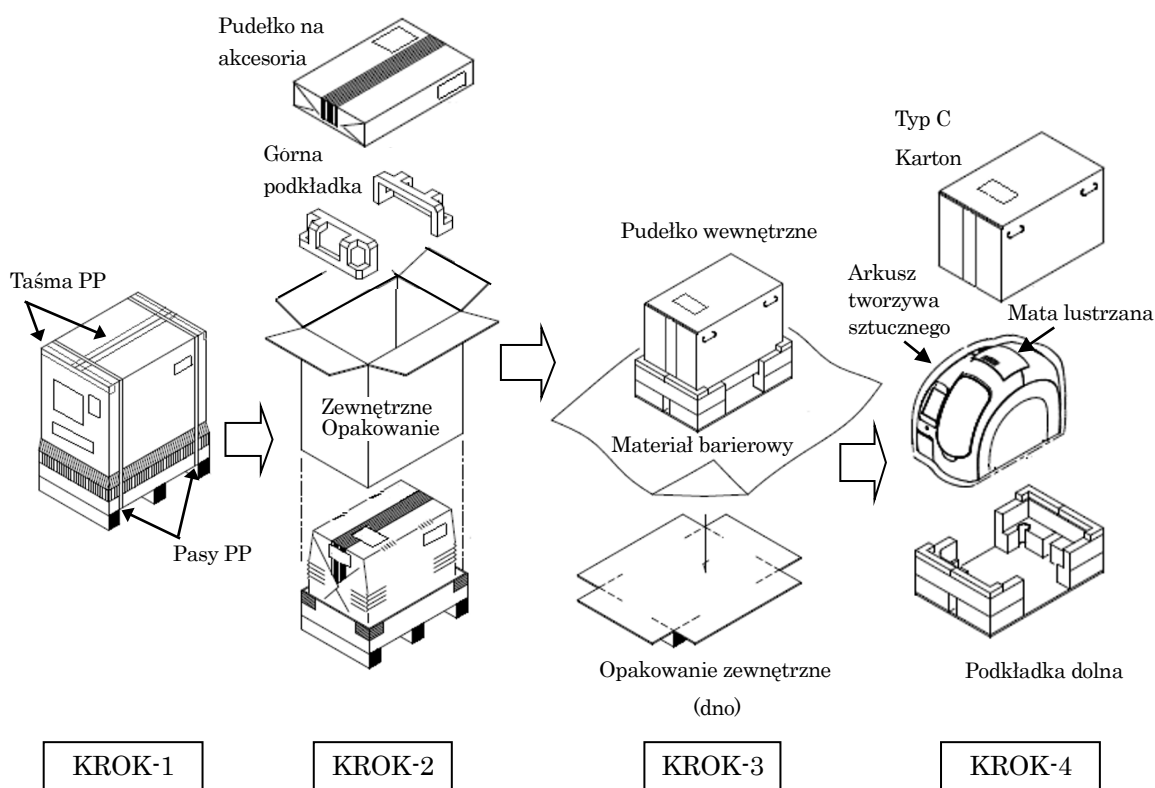 Pudełko na
akcesoria
Górna
podkładka
Taśma PP
Zewnętrzne
Opakowanie
Pasy PP
Pudełko wewnętrzne
Materiał barierowy
Opakowanie zewnętrzne
(dno)
Typ C
Karton
Arkusz
tworzywa
sztucznego
Mata lustrzana
Podkładka dolna
KROK-1
KROK-2
KROK-3
KROK-4